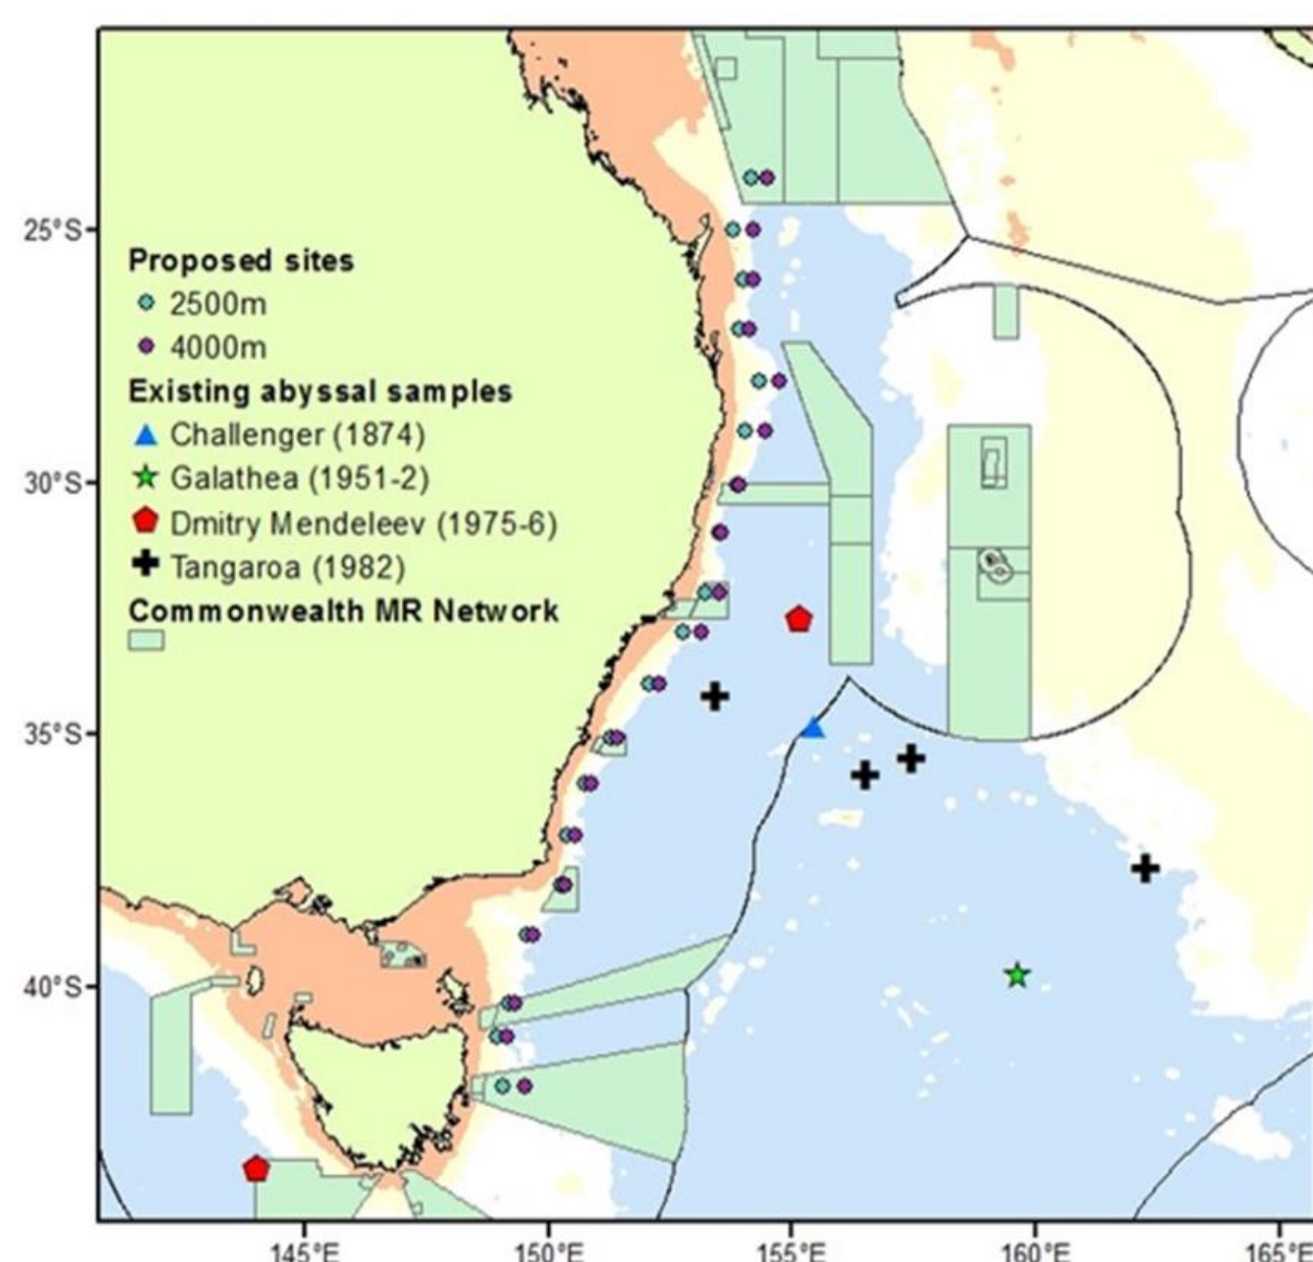 25°S
Proposed sites
2500m
4000m
Existing abyssal samples
Challenger (1874)
Galathea (1951-2)
30°S
Dmitry Mendeleev (1975-6)
Tangaroa (1982)
Commonwealth MR Network
35°S
40°S
145°E 150°E 155°E 160°E 165°E